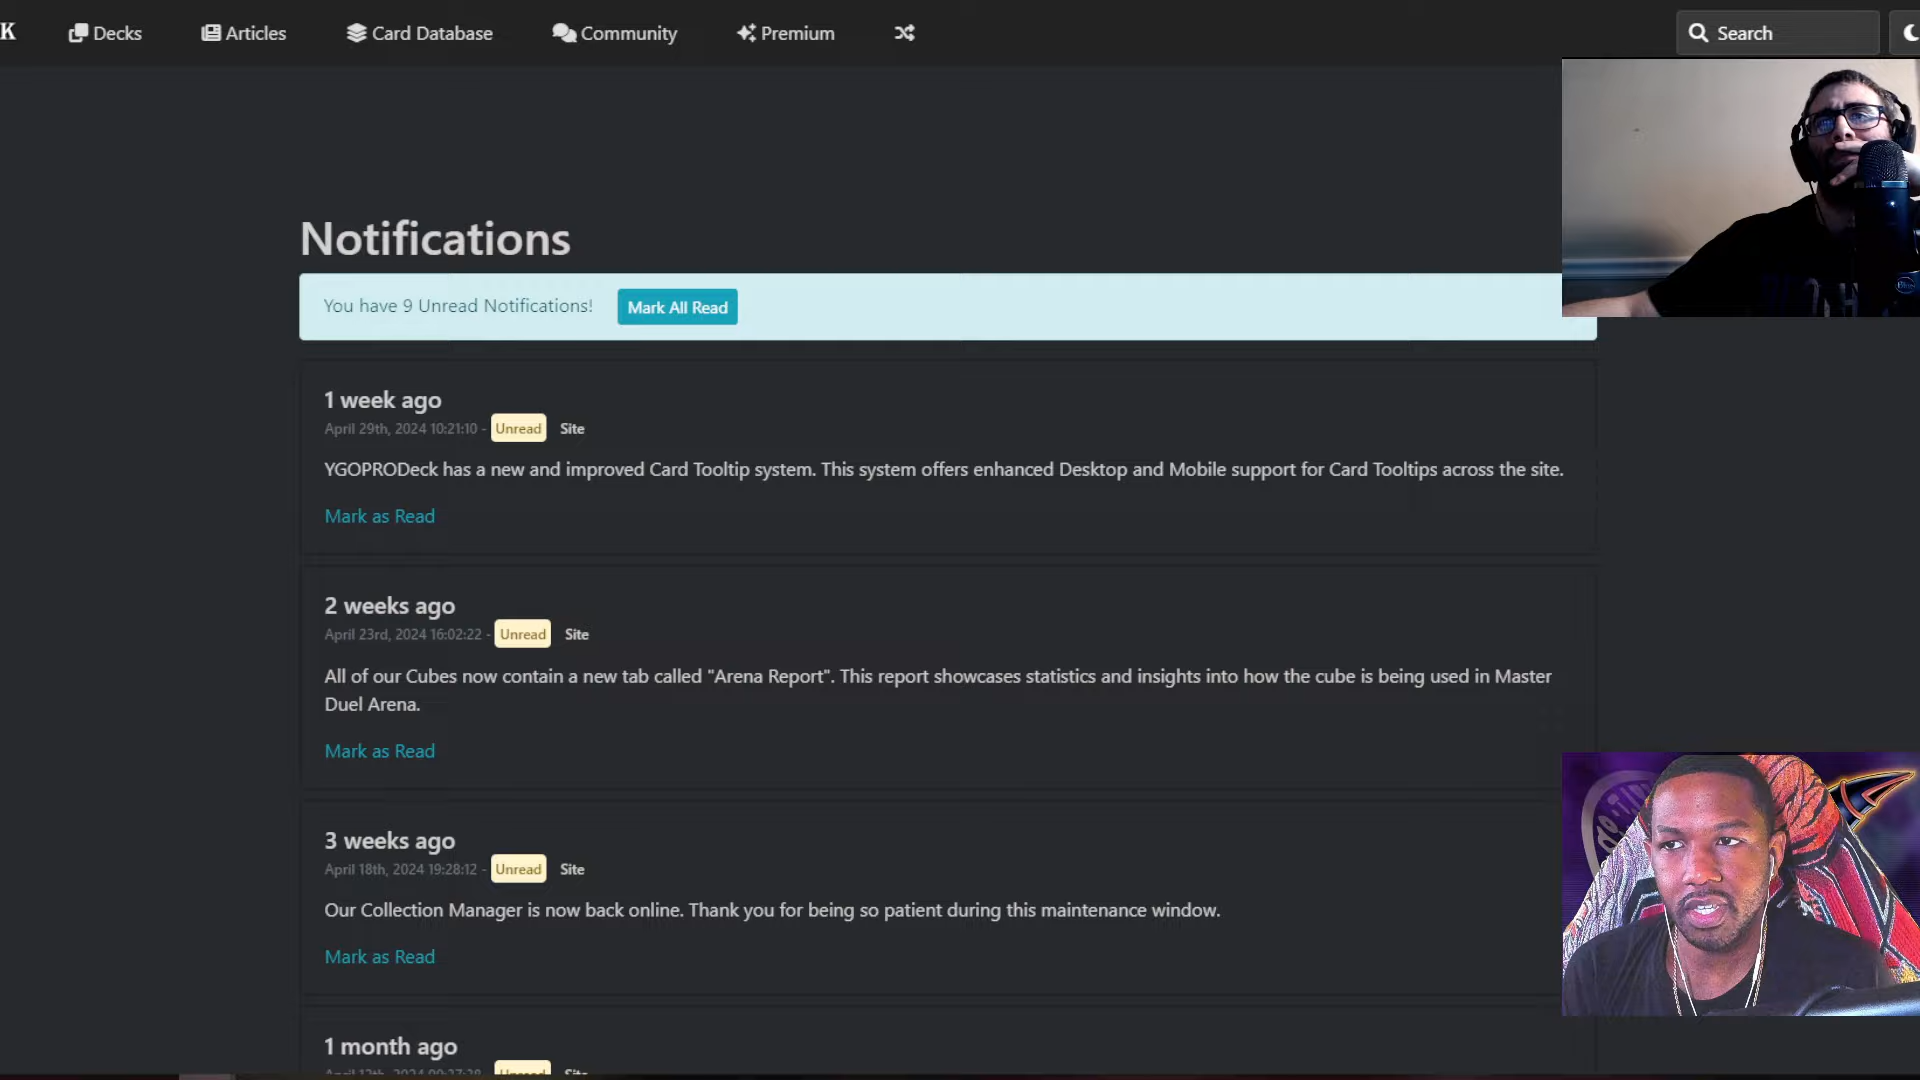 K Decks Articles Card Database Community Premium Search
Notifications
You have 9 Unread Notifications! Mark All Read
1 week ago
April 29th, 2024 10:21:10 - Unread Site
YGOPRODeck has a new and improved Card Tooltip system. This system offers enhanced Desktop and Mobile support for Card Tooltips across the site.
Mark as Read
2 weeks ago
April 23rd, 2024 16:02:22 - Unread Site
All of our Cubes now contain a new tab called "Arena Report". This report showcases statistics and insights into how the cube is being used in Master
Duel Arena.
Mark as Read
3 weeks ago
April 18th, 2024 19:28:12 - Unread Site
Our Collection Manager is now back online. Thank you for being so patient during this maintenance window.
Mark as Read
1 month ago